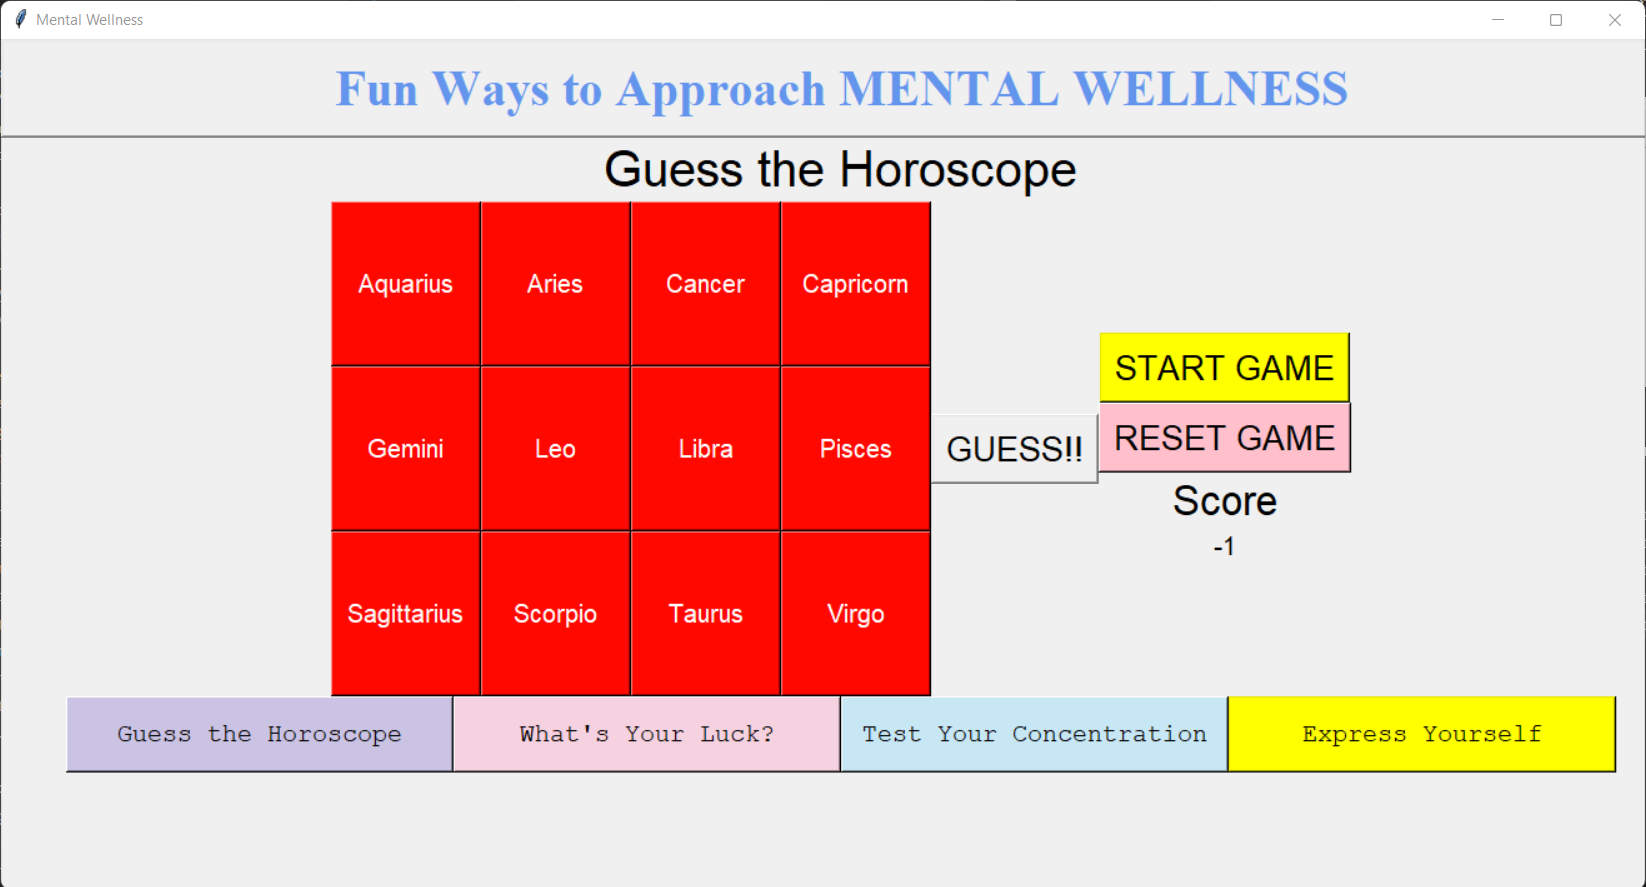 Mental Wellness
Fun Ways to Approach MENTAL WELLNESS
Guess the Horoscope
Aquarius Aries Cancer Capricorn
START GAME
Gemini Leo Libra Pisces GUESS!! RESET GAME
Score
-1
Sagittarius Scorpio Taurus Virgo
Guess the Horoscope What's Your Luck? Test Your Concentration Express Yourself